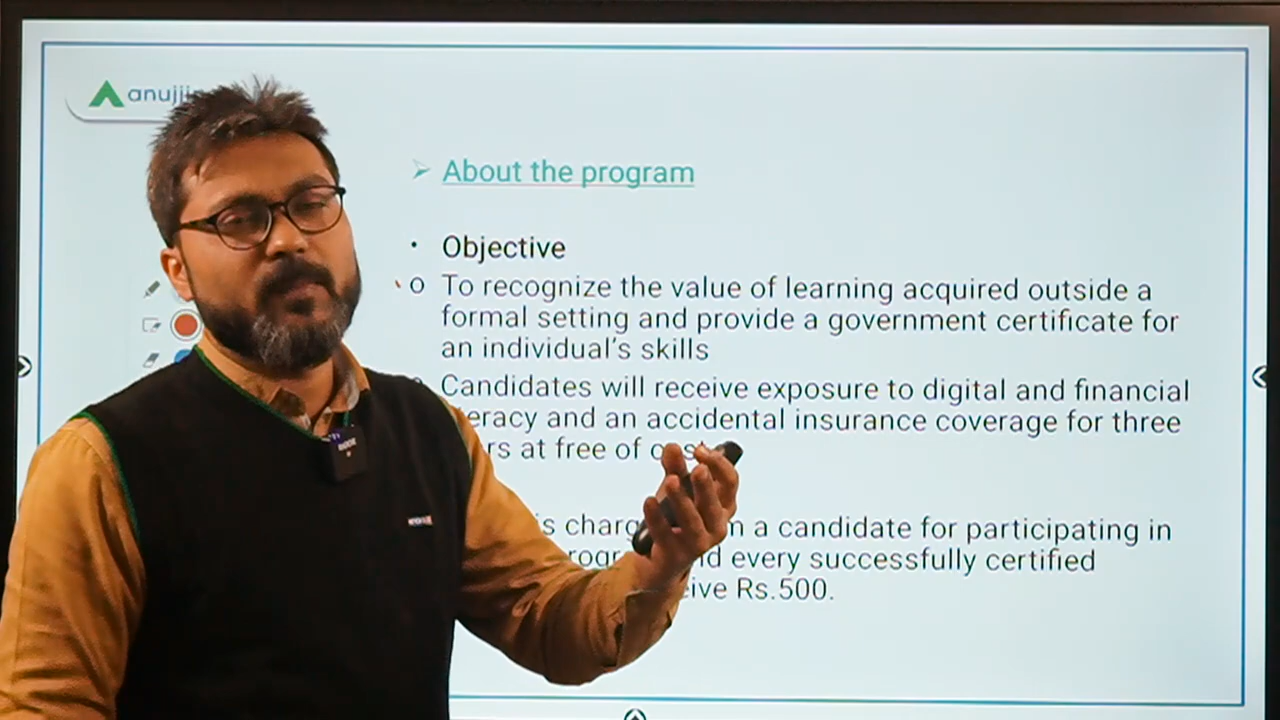 anuji
About the program
Objective
o To recognize the value of learning acquired outside a
formal setting and provide a government certificate for
an individual's skills
Candidates will receive exposure to digital and financial
eracy and an accidental insurance coverage for three
rs at free of
is charg a candidate for participating in
every successfully certified
Rs.500.